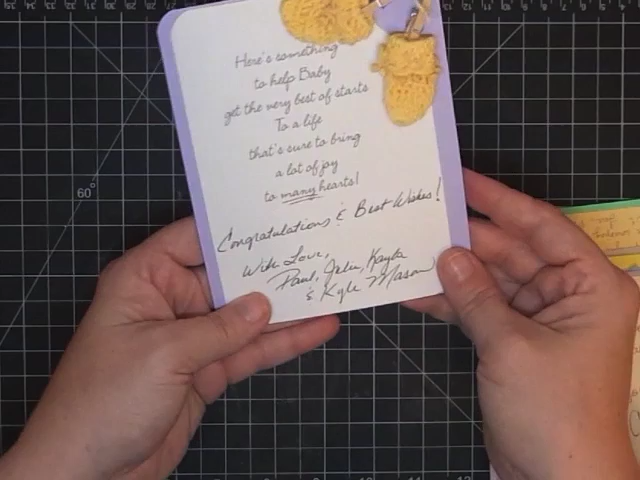 Here's something
to help Baby
get the very best of starts
To a life
that's sure to bring
a lot of joy
to many hearts!
Congratulations & Best Wishes!
With Love,
Paul, Julie, Kayla
& Kyle Mason
60°